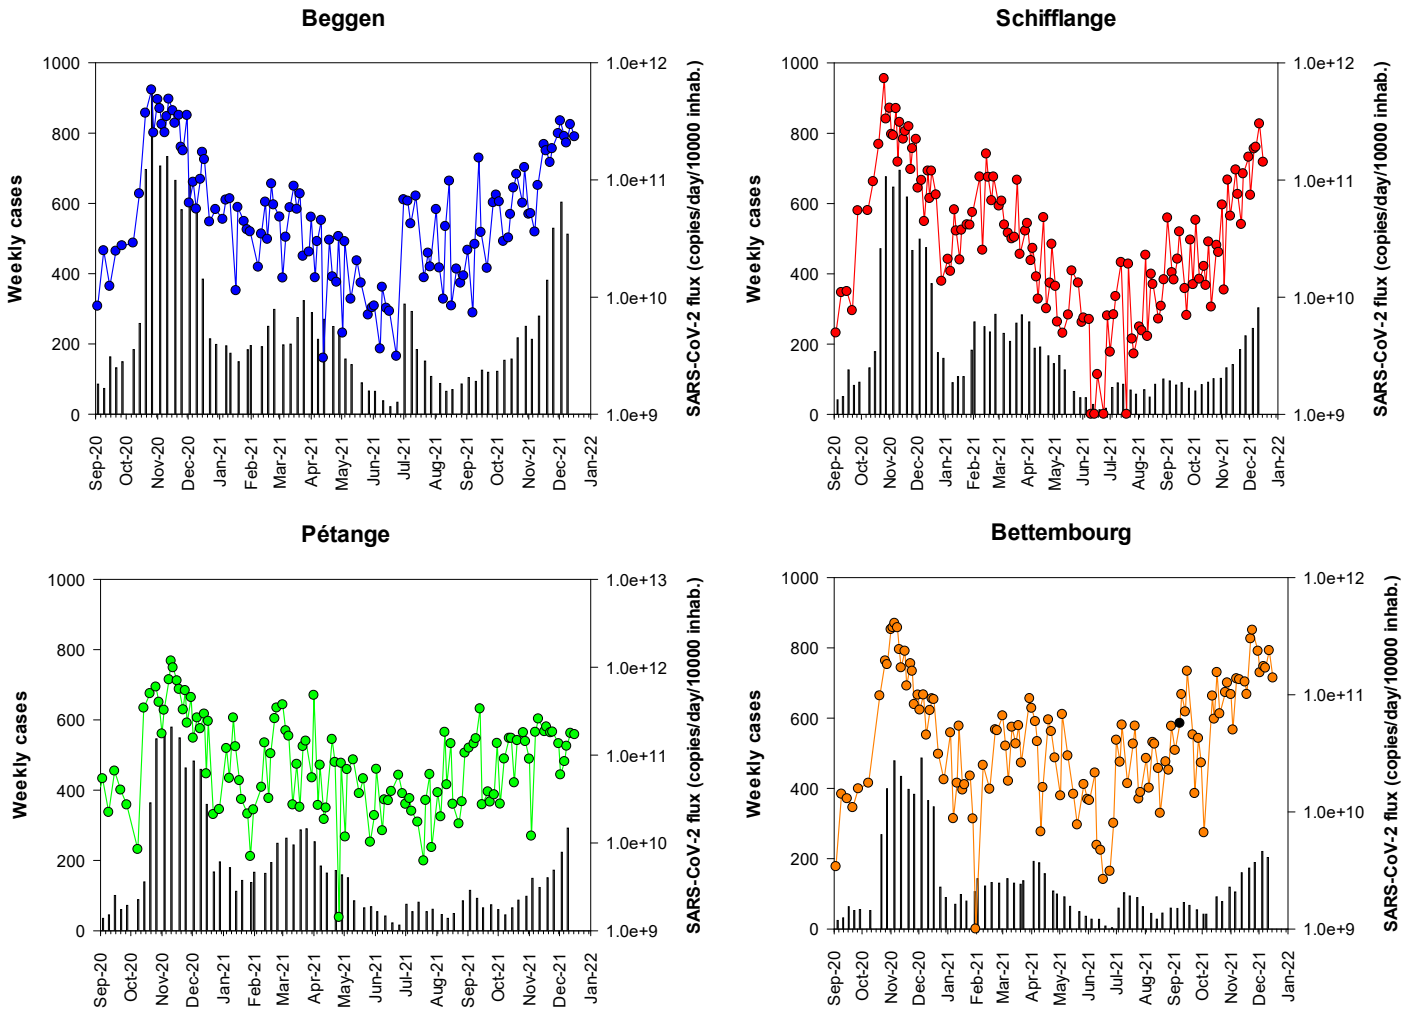 Beggen
1000
800
600
400
200
0
Weekly cases
1.0e+12
1.0e+11
1.0e+10
1.0e+9
SARS-CoV-2 flux (copies/day/10000 inhab.)
Sep-20
Oct-20
Nov-20
Dec-20
Jan-21
Feb-21
Mar-21
Apr-21
May-21
Jun-21
Jul-21
Aug-21
Sep-21
Oct-21
Nov-21
Dec-21
Jan-22
Schifflange
1000
800
600
400
200
0
Weekly cases
1.0e+12
1.0e+11
1.0e+10
1.0e+9
SARS-CoV-2 flux (copies/day/10000 inhab.)
Sep-20
Oct-20
Nov-20
Dec-20
Jan-21
Feb-21
Mar-21
Apr-21
May-21
Jun-21
Jul-21
Aug-21
Sep-21
Oct-21
Nov-21
Dec-21
Jan-22
Pétange
1000
800
600
400
200
0
Weekly cases
1.0e+13
1.0e+12
1.0e+11
1.0e+10
1.0e+9
SARS-CoV-2 flux (copies/day/10000 inhab.)
Sep-20
Oct-20
Nov-20
Dec-20
Jan-21
Feb-21
Mar-21
Apr-21
May-21
Jun-21
Jul-21
Aug-21
Sep-21
Oct-21
Nov-21
Dec-21
Jan-22
Bettembourg
1000
800
600
400
200
0
Weekly cases
1.0e+12
1.0e+11
1.0e+10
1.0e+9
SARS-CoV-2 flux (copies/day/10000 inhab.)
Sep-20
Oct-20
Nov-20
Dec-20
Jan-21
Feb-21
Mar-21
Apr-21
May-21
Jun-21
Jul-21
Aug-21
Sep-21
Oct-21
Nov-21
Dec-21
Jan-22